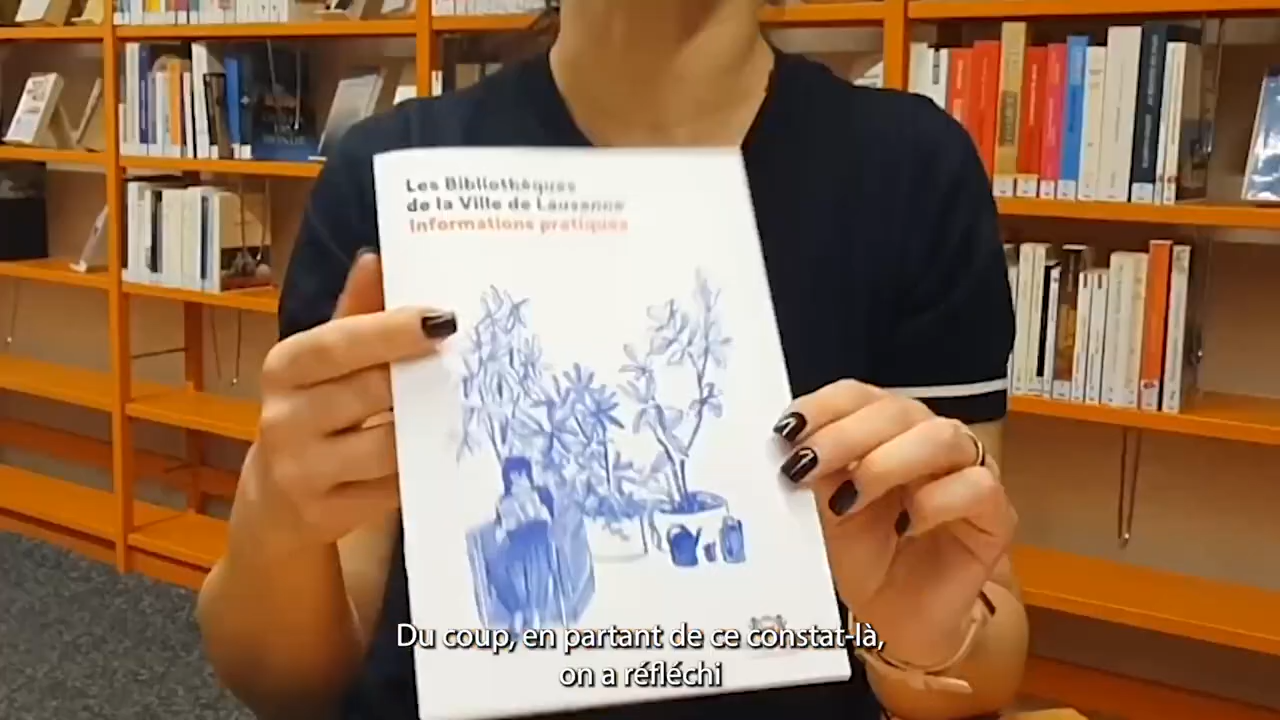 Les Bibliothèques
de la Ville de Lausanne
Informations pratiques
Du coup, en partant de ce constat-là,
on a réfléchi